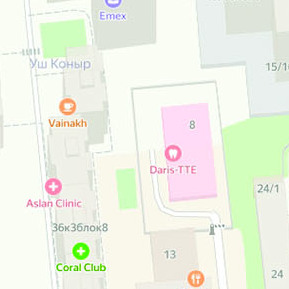 Emex
Уш Коныр
15/1
Vainakh
8
Daris-TTE
Aslan Clinic
24/1
36к3блок8
Coral Club
13
24